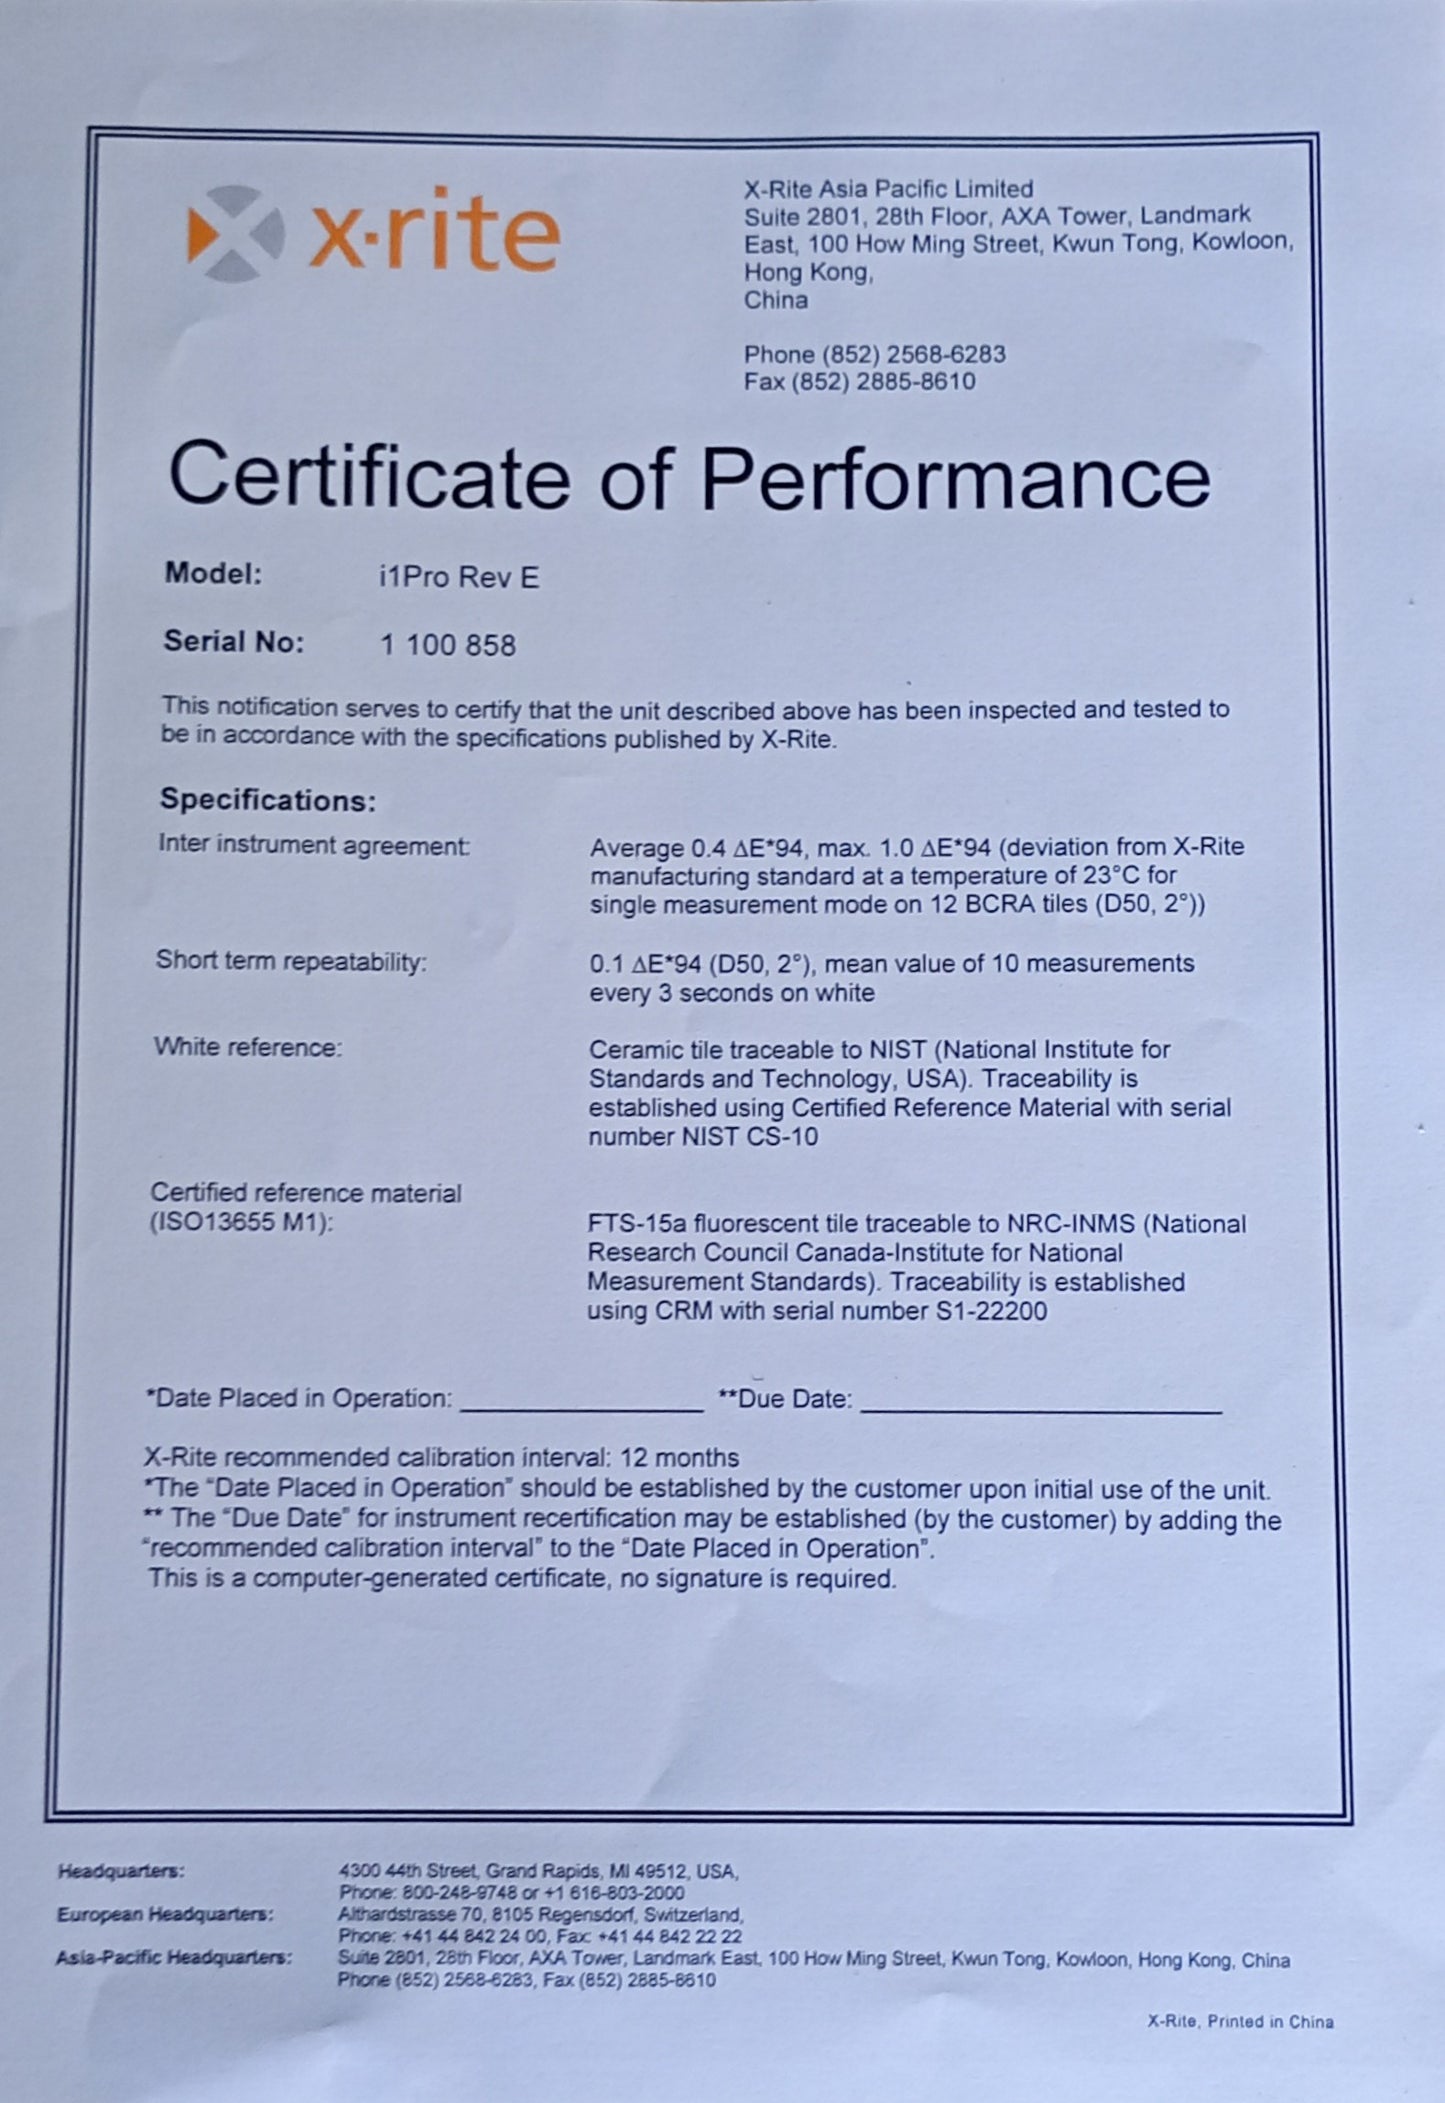 x-rite
X-Rite Asia Pacific Limited
Suite 2801, 28th Floor, AXA Tower, Landmark
East, 100 How Ming Street, Kwun Tong, Kowloon,
Hong Kong,
China
Phone (852) 2568-6283
Fax (852) 2885-8610
Certificate of Performance
Model: i1Pro Rev E
Serial No: 1 100 858
This notification serves to certify that the unit described above has been inspected and tested to
be in accordance with the specifications published by X-Rite.
Specifications:
Inter instrument agreement: Average 0.4 ΔE*94, max. 1.0 ΔE*94 (deviation from X-Rite
manufacturing standard at a temperature of 23°C for
single measurement mode on 12 BCRA tiles (D50, 2°))
Short term repeatability: 0.1 ΔE*94 (D50, 2°), mean value of 10 measurements
every 3 seconds on white
White reference: Ceramic tile traceable to NIST (National Institute for
Standards and Technology, USA). Traceability is
established using Certified Reference Material with serial
number NIST CS-10
Certified reference material
(ISO13655 M1): FTS-15a fluorescent tile traceable to NRC-INMS (National
Research Council Canada-Institute for National
Measurement Standards). Traceability is established
using CRM with serial number S1-22200
*Date Placed in Operation: **Due Date:
X-Rite recommended calibration interval: 12 months
*The “Date Placed in Operation” should be established by the customer upon initial use of the unit.
** The “Due Date” for instrument recertification may be established (by the customer) by adding the
“recommended calibration interval” to the “Date Placed in Operation”.
This is a computer-generated certificate, no signature is required.
Headquarters: 4300 44th Street, Grand Rapids, MI 49512, USA,
Phone: 800-248-9748 or +1 616-803-2000
European Headquarters: Althardstrasse 70, 8105 Regensdorf, Switzerland,
Phone: +41 44 842 24 00, Fax: +41 44 842 22 22
Asia-Pacific Headquarters: Suite 2801, 28th Floor, AXA Tower, Landmark East, 100 How Ming Street, Kwun Tong, Kowloon, Hong Kong, China
Phone (852) 2568-6283, Fax (852) 2885-8610
X-Rite, Printed in China